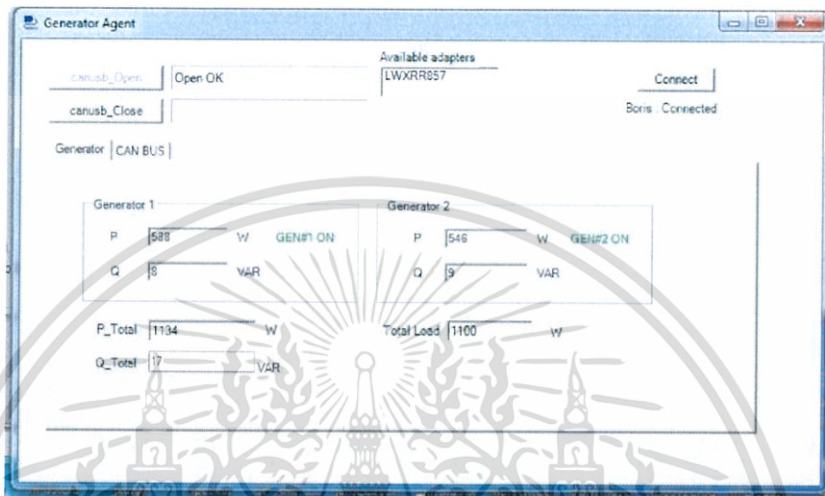 Generator Agent
Available adapters
canusb_Open Open OK LWXRR857 Connect
canusb_Close Boris : Connected
Generator CAN BUS
Generator 1 Generator 2
P 588 W GEN#1 ON P 546 W GEN#2 ON
Q 8 VAR Q 9 VAR
P_Total 1134 W Total Load 1100 W
Q_Total 17 VAR